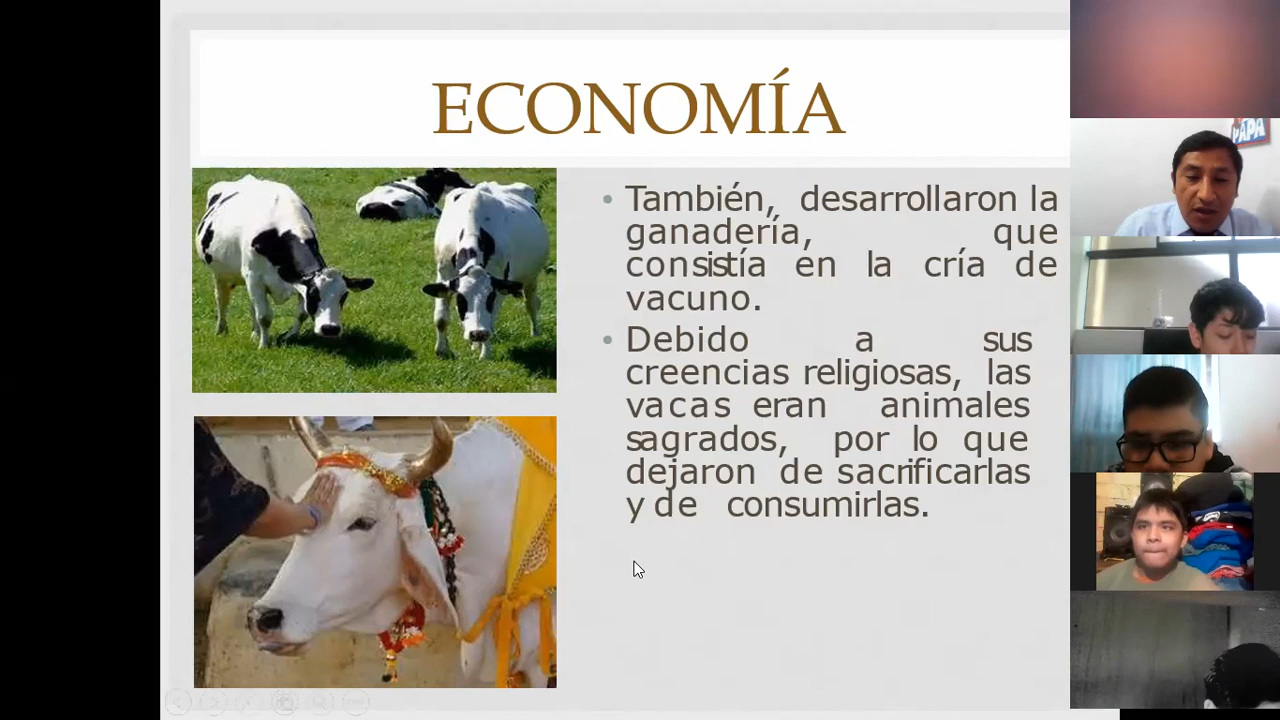 ECONOMÍA
PAPA
• También, desarrollaron la
ganadería, que
consistía en la cría de
vacuno.
• Debido a sus
creencias religiosas, las
vacas eran animales
sagrados, por lo que
dejaron de sacrificarlas
y de consumirlas.